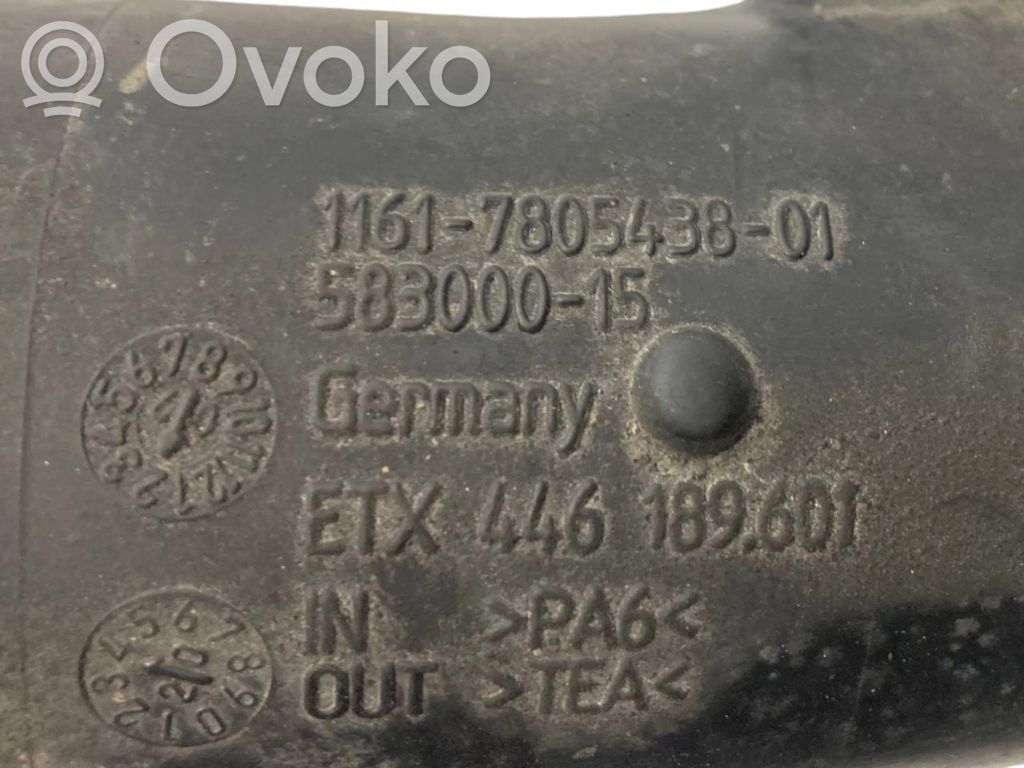 Ovoko
1161-7805438-01
583000-15
Germany
ETX 446 189.601
IN >PA6<
OUT >TEA<